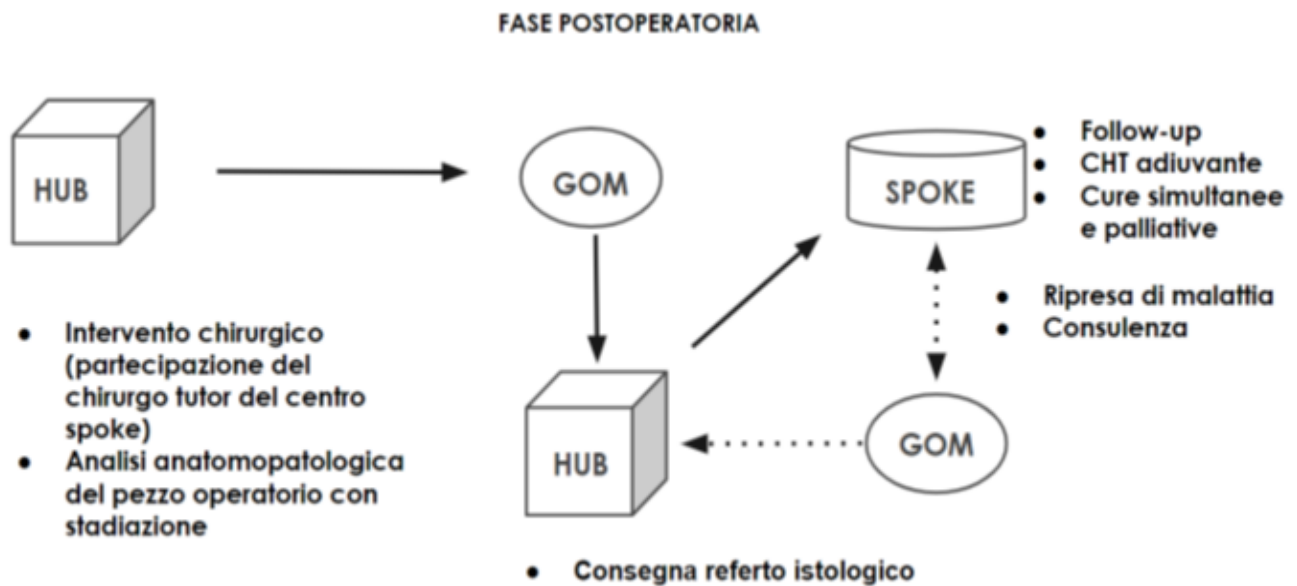 FASE POSTOPERATORIA
HUB
GOM
SPOKE
● Follow-up
● CHT adiuvante
● Cure simultanee
e palliative
● Ripresa di malattia
● Consulenza
● Intervento chirurgico
(partecipazione del
chirurgo tutor del centro
spoke)
● Analisi anatomopatologica
del pezzo operatorio con
stadiazione
HUB
GOM
● Consegna referto istologico